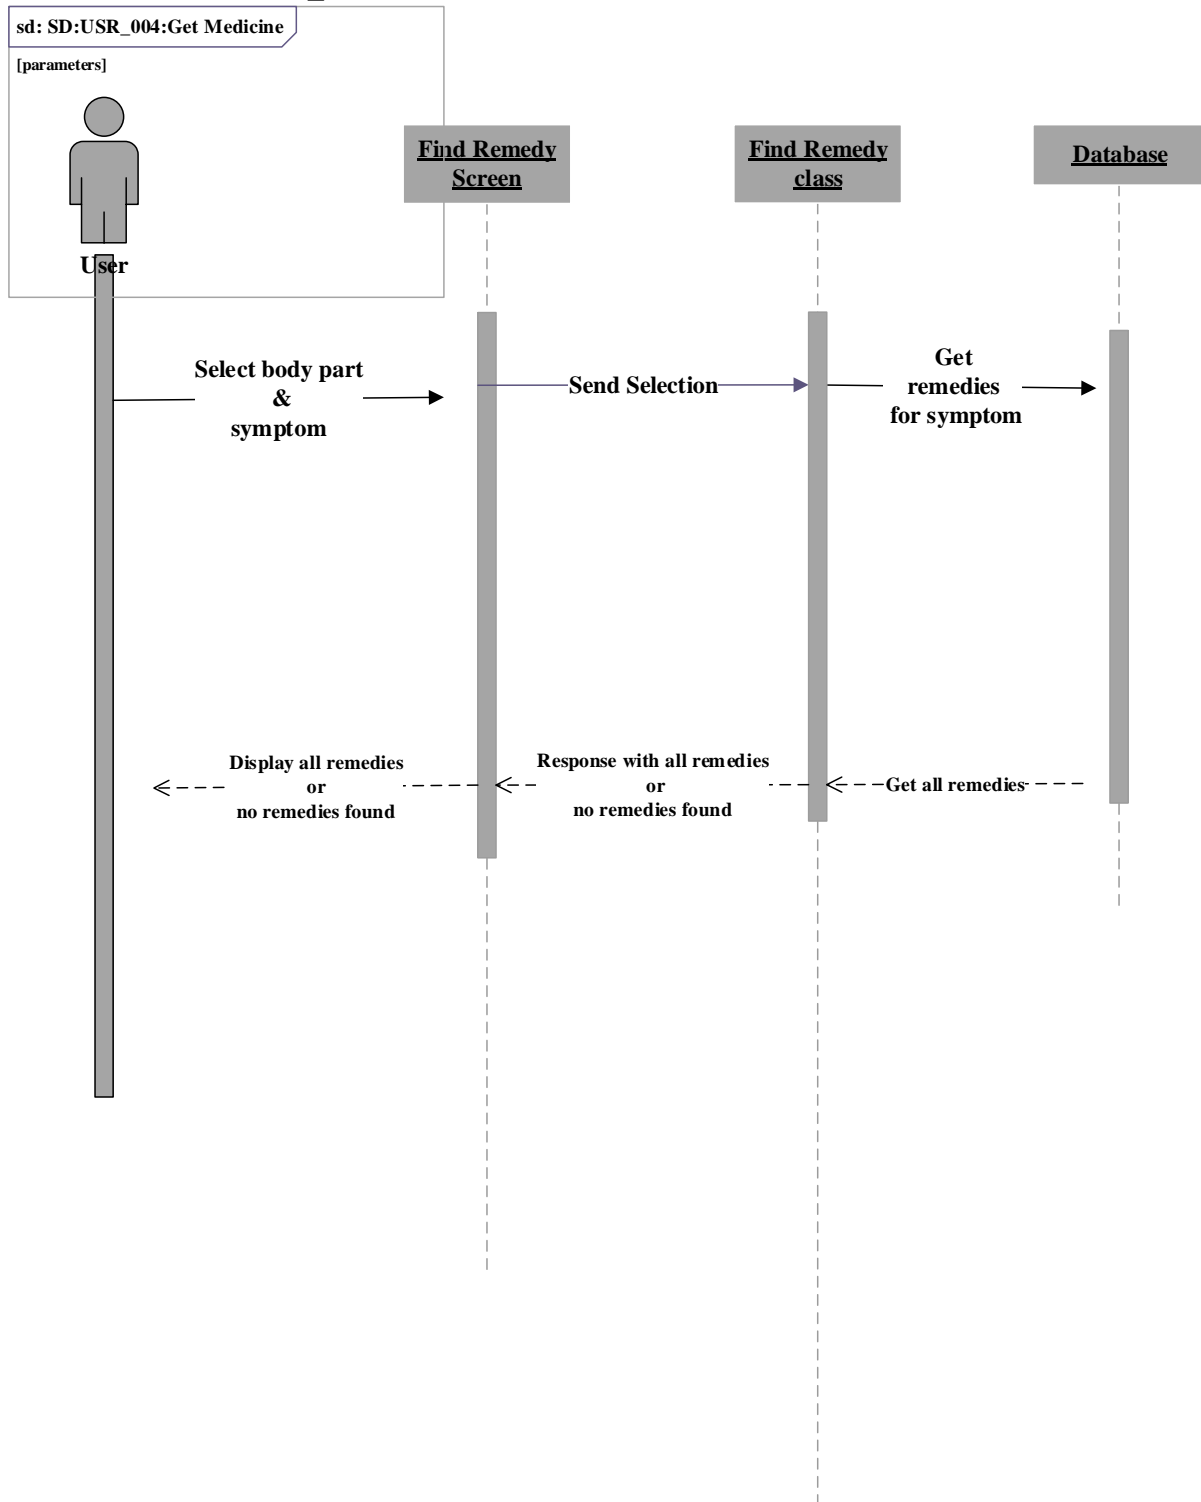 sd: SD:USR_004:Get Medicine
[parameters]
User
Find Remedy
Screen
Find Remedy
class
Database
Select body part
&
symptom
Send Selection
Get
remedies
for symptom
Display all remedies
or
no remedies found
Response with all remedies
or
no remedies found
Get all remedies